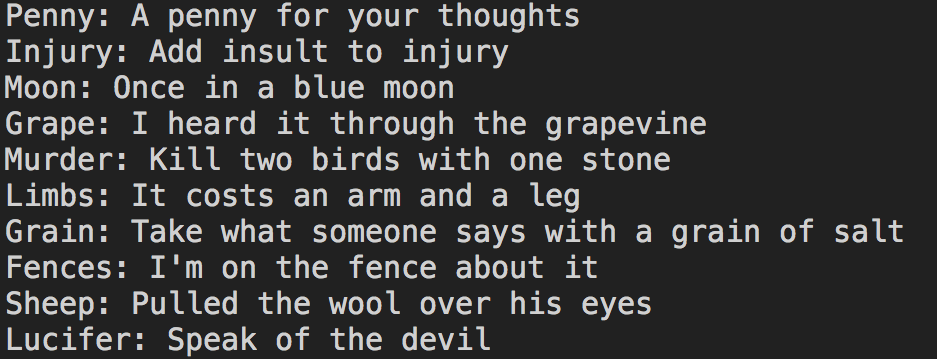 Penny: A penny for your thoughts
Injury: Add insult to injury
Moon: Once in a blue moon
Grape: I heard it through the grapevine
Murder: Kill two birds with one stone
Limbs: It costs an arm and a leg
Grain: Take what someone says with a grain of salt
Fences: I'm on the fence about it
Sheep: Pulled the wool over his eyes
Lucifer: Speak of the devil